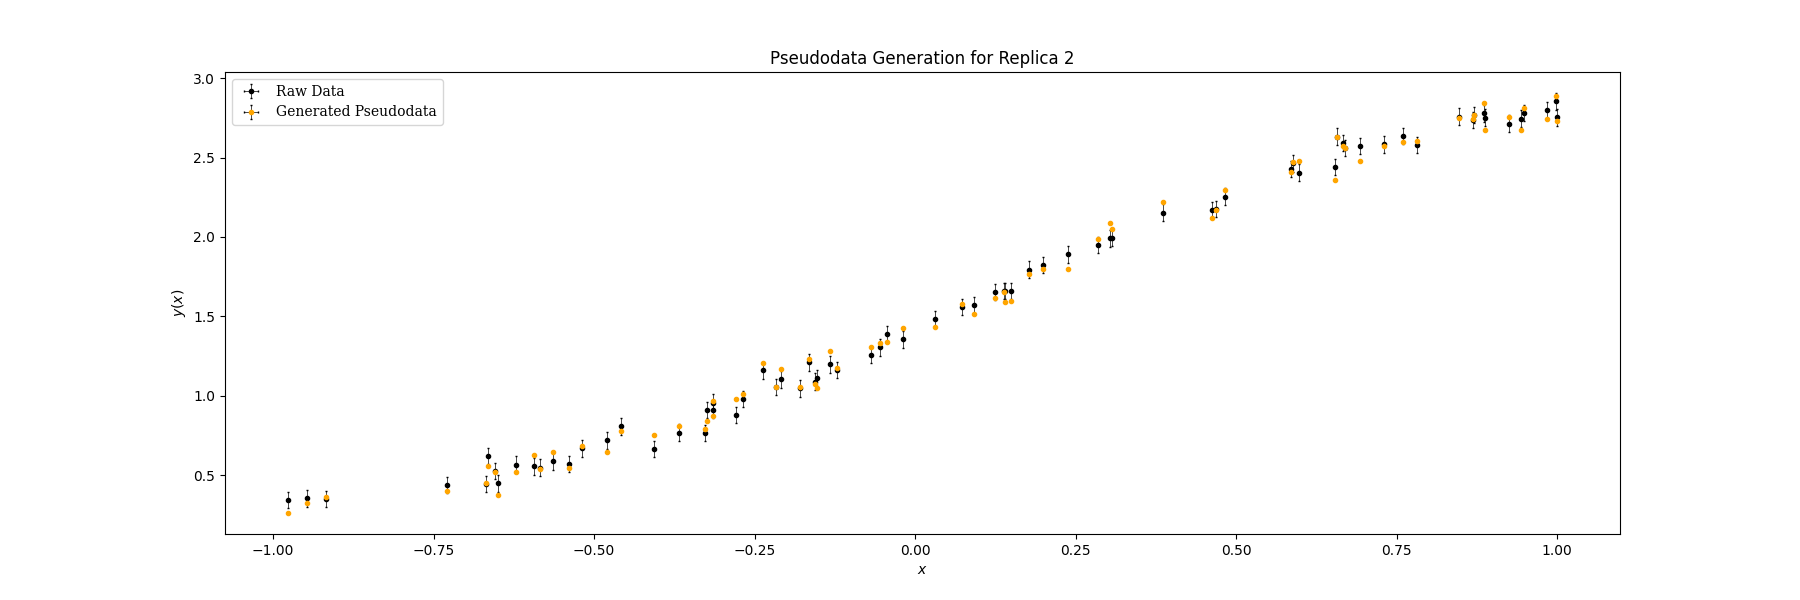 Pseudodata Generation for Replica 2
Raw Data
Generated Pseudodata
3.0
2.5
2.0
1.5
1.0
0.5
y(x)
−1.00 −0.75 −0.50 −0.25 0.00 0.25 0.50 0.75 1.00
x